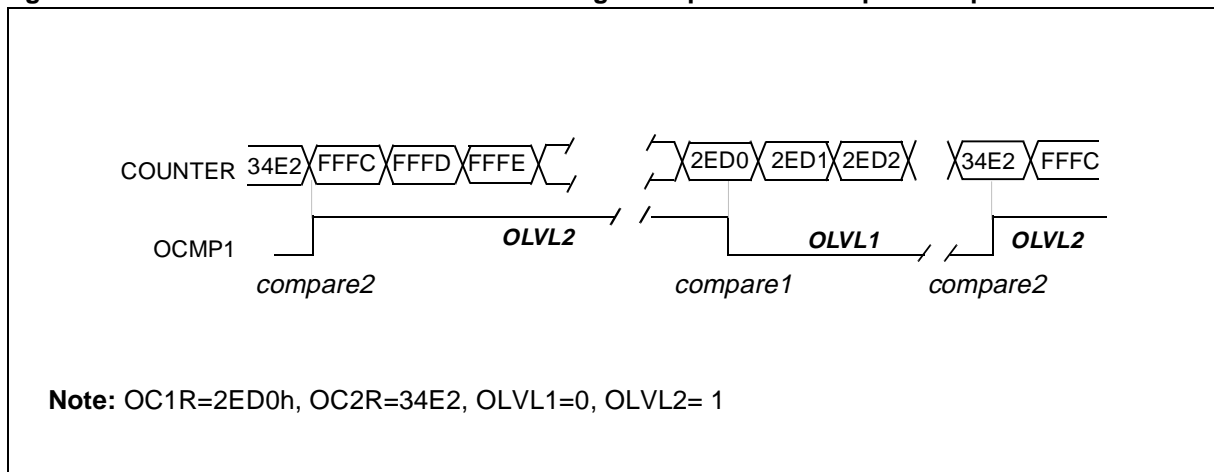 COUNTER 34E2 FFFC FFFD FFFE 2ED0 2ED1 2ED2 34E2 FFFC
OCMP1 OLVL2 OLVL1 OLVL2
compare2 compare1 compare2
Note: OC1R=2ED0h, OC2R=34E2, OLVL1=0, OLVL2= 1